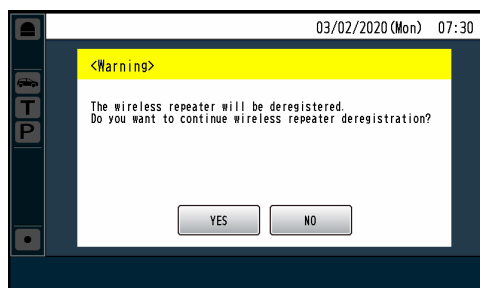 03/02/2020(Mon) 07:30
<Warning>
The wireless repeater will be deregistered.
Do you want to continue wireless repeater deregistration?
T
P
YES NO